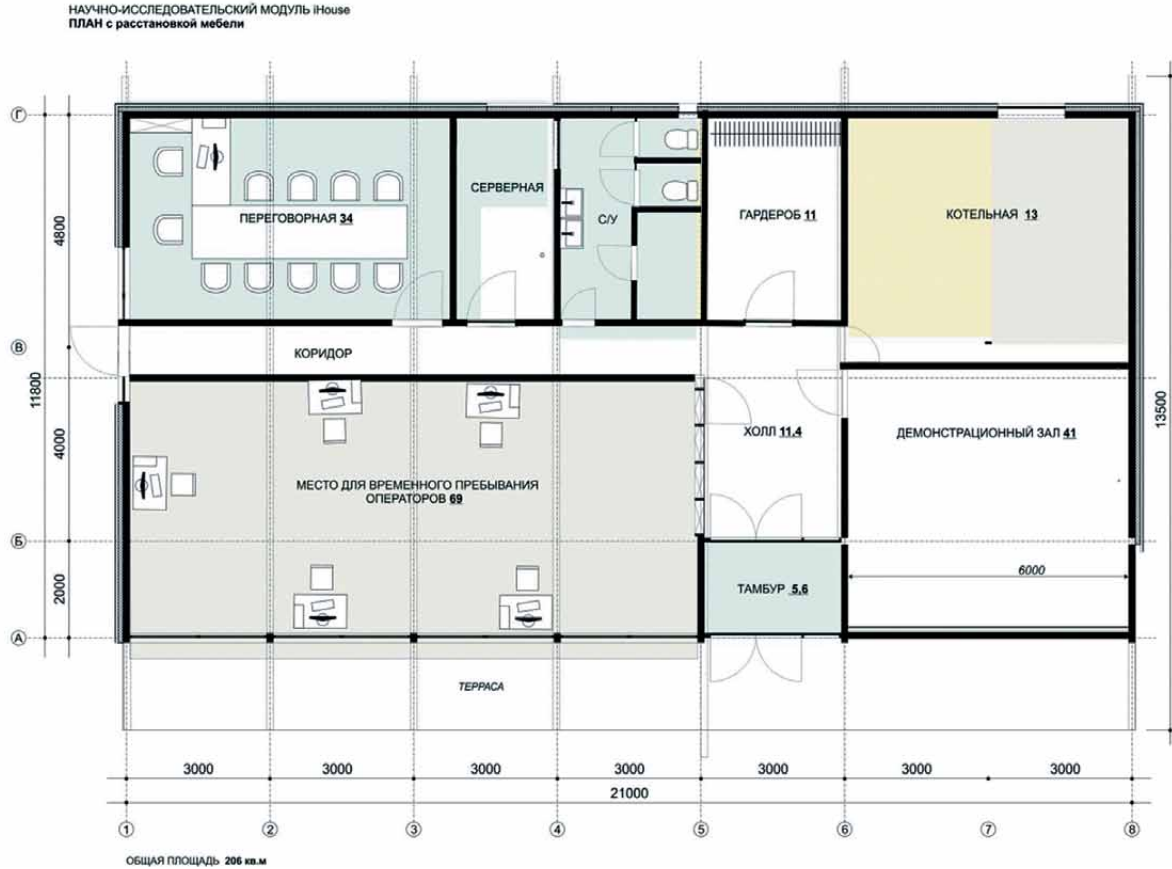 НАУЧНО-ИССЛЕДОВАТЕЛЬСКИЙ МОДУЛЬ iHouse
ПЛАН с расстановкой мебели
Г
В
Б
А
4800
4000
2000
11800
13500
ПЕРЕГОВОРНАЯ 34
СЕРВЕРНАЯ
С/У
ГАРДЕРОБ 11
КОТЕЛЬНАЯ 13
КОРИДОР
ХОЛЛ 11.4
ДЕМОНСТРАЦИОННЫЙ ЗАЛ 41
МЕСТО ДЛЯ ВРЕМЕННОГО ПРЕБЫВАНИЯ
ОПЕРАТОРОВ 69
6000
ТАМБУР 5,6
ТЕРРАСА
3000 3000 3000 3000 3000 3000 3000
21000
1 2 3 4 5 6 7 8
ОБЩАЯ ПЛОЩАДЬ 206 кв.м